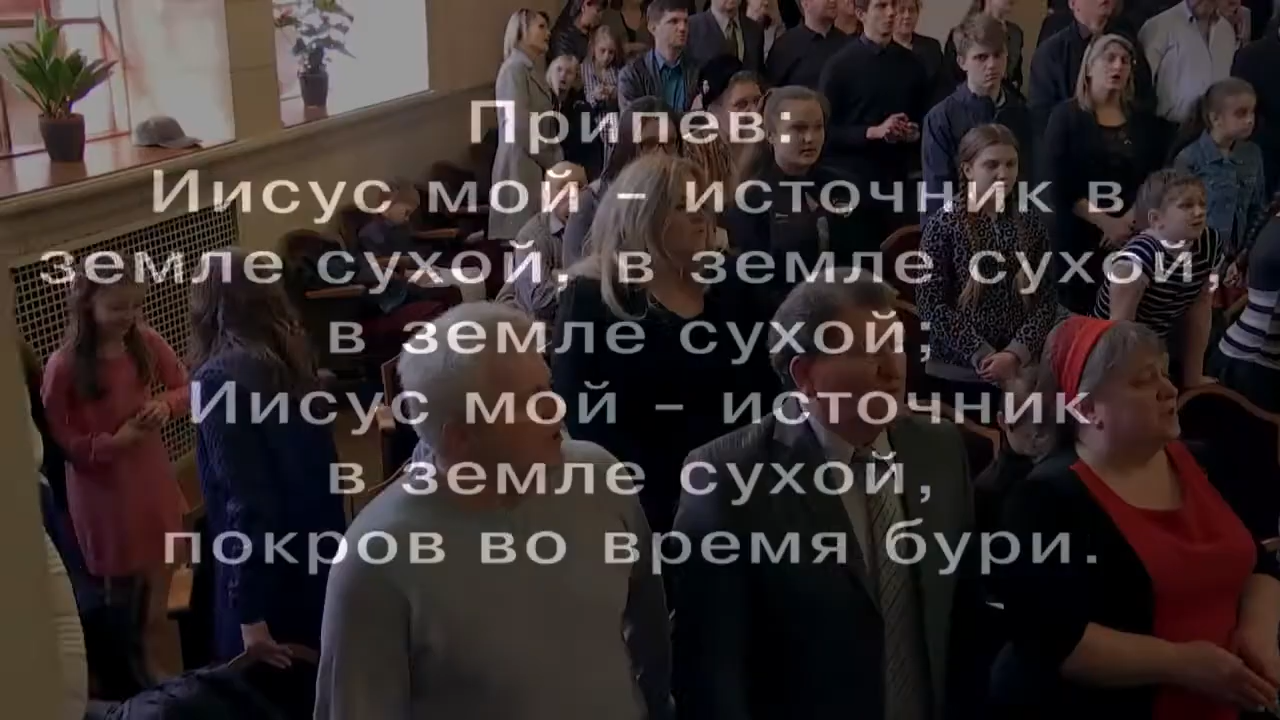 Припев:
Иисус мой – источник в
земле сухой, в земле сухой,
в земле сухой;
Иисус мой – источник
в земле сухой,
покров во время бури.